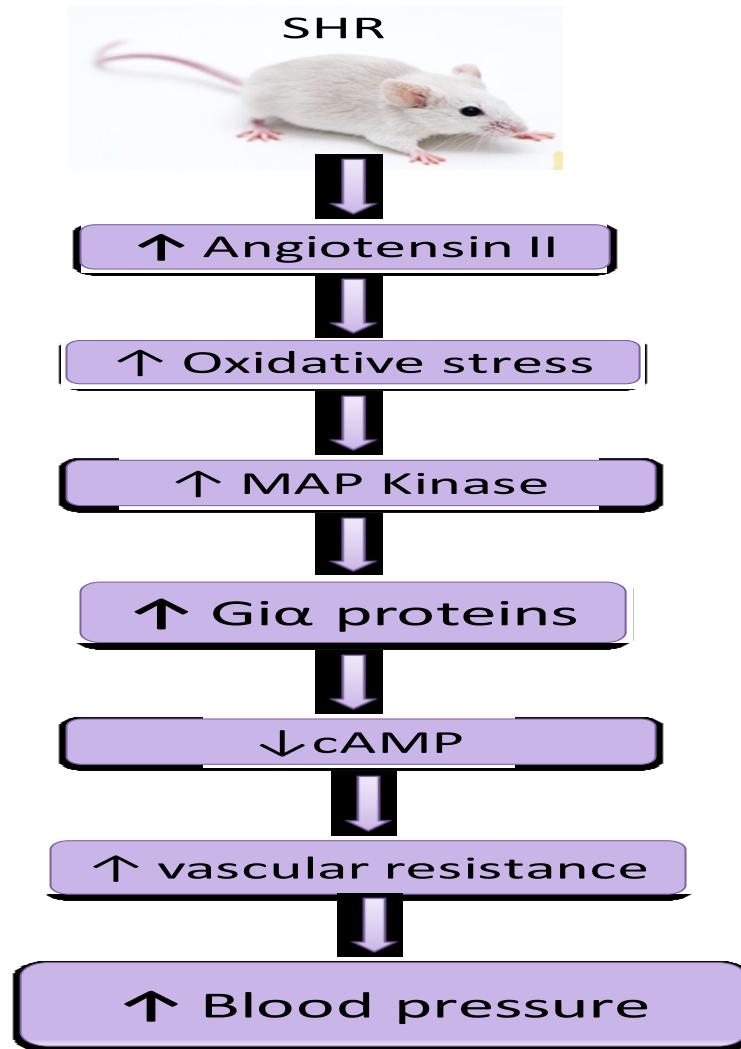 SHR
↑ Angiotensin II
↑ Oxidative stress
↑ MAP Kinase
↑ Giα proteins
↓cAMP
↑ vascular resistance
↑ Blood pressure